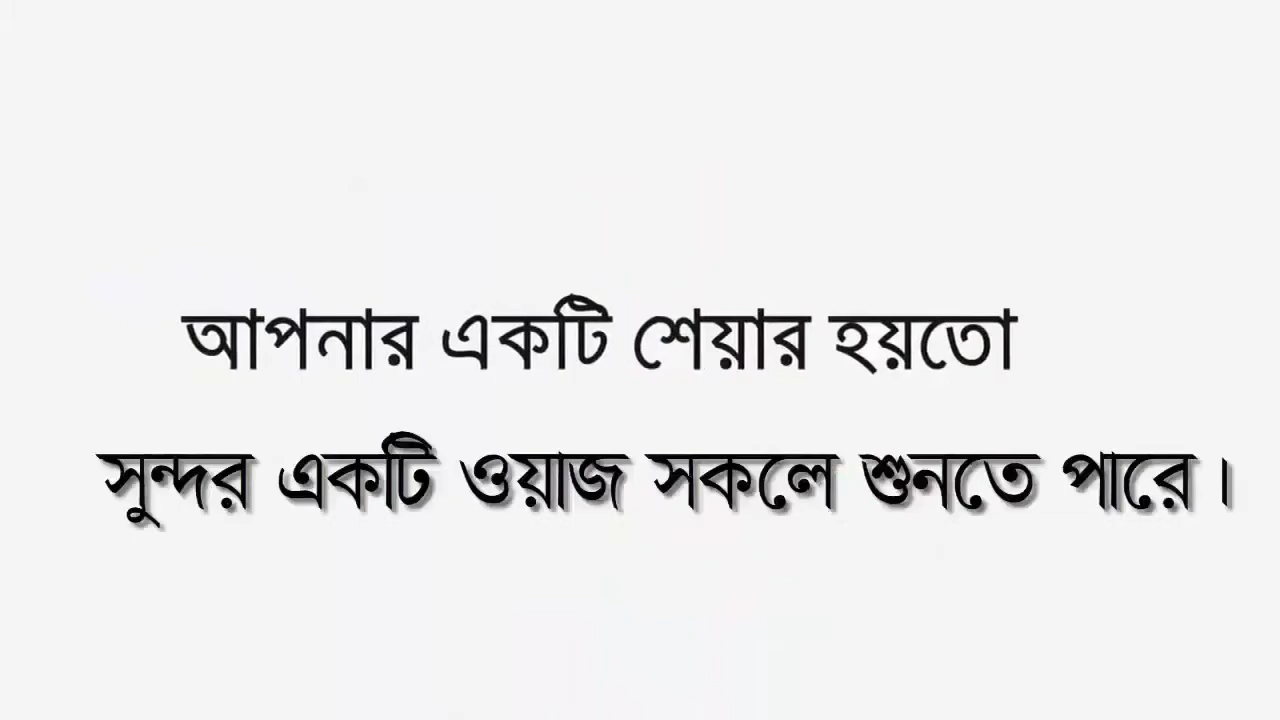 আপনার একটি শেয়ার হয়তো
সুন্দর একটি ওয়াজ সকলে শুনতে পারে।